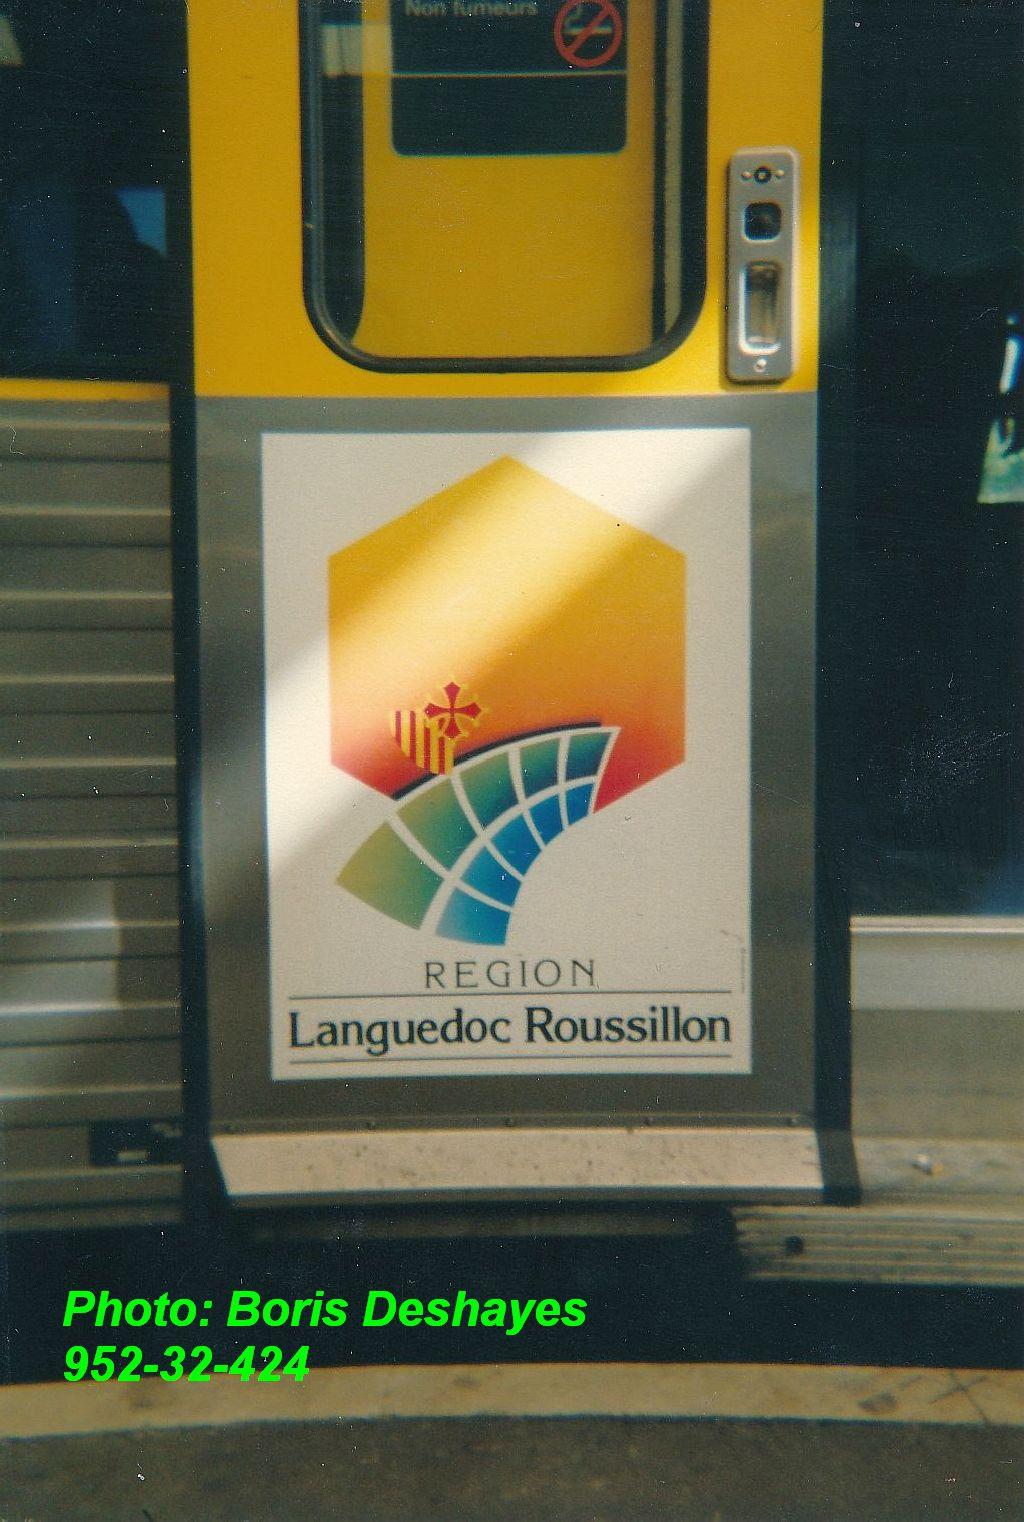 Non fumeurs
REGION
Languedoc Roussillon
Photo: Boris Deshayes
952-32-424